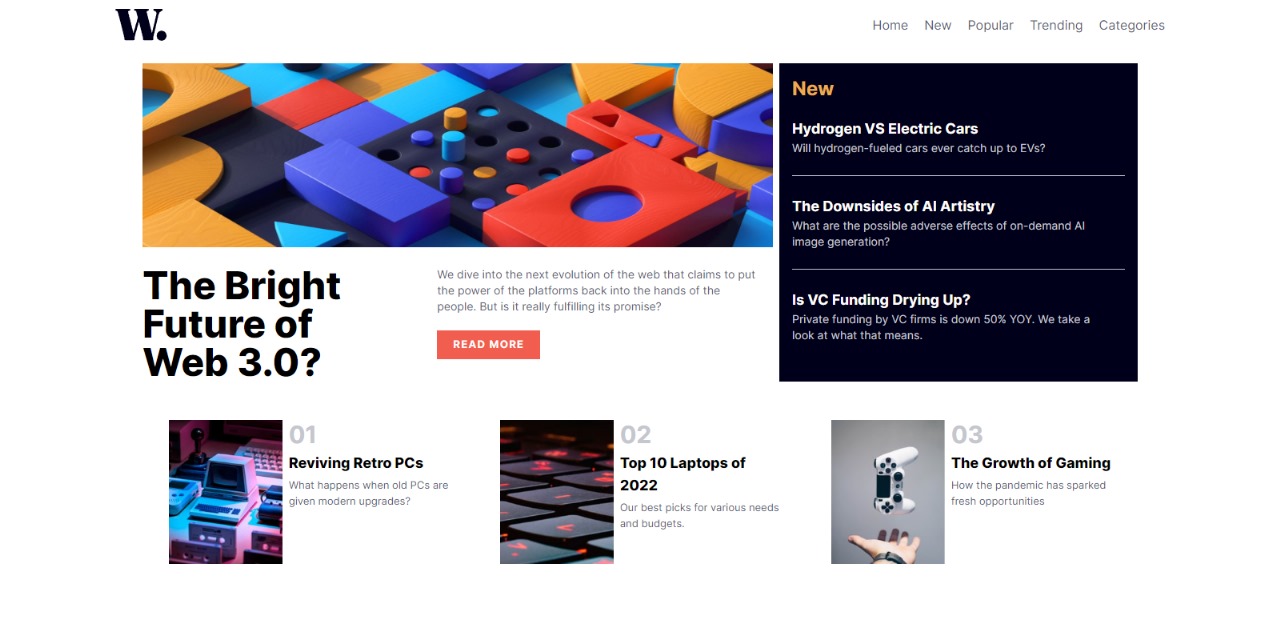 W.
Home New Popular Trending Categories
The Bright
Future of
Web 3.0?
We dive into the next evolution of the web that claims to put
the power of the platforms back into the hands of the
people. But is it really fulfilling its promise?
READ MORE
New
Hydrogen VS Electric Cars
Will hydrogen-fueled cars ever catch up to EVs?
The Downsides of AI Artistry
What are the possible adverse effects of on-demand AI
image generation?
Is VC Funding Drying Up?
Private funding by VC firms is down 50% YOY. We take a
look at what that means.
01
Reviving Retro PCs
What happens when old PCs are
given modern upgrades?
02
Top 10 Laptops of
2022
Our best picks for various needs
and budgets.
03
The Growth of Gaming
How the pandemic has sparked
fresh opportunities